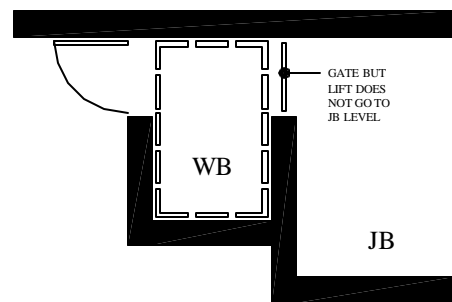 GATE BUT
LIFT DOES
NOT GO TO
JB LEVEL
WB
JB